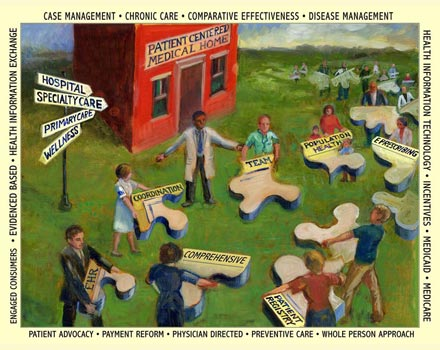 CASE MANAGEMENT • CHRONIC CARE • COMPARATIVE EFFECTIVENESS • DISEASE MANAGEMENT
ENGAGED CONSUMERS • EVIDENCED BASED • HEALTH INFORMATION EXCHANGE
HEALTH INFORMATION TECHNOLOGY • INCENTIVES • MEDICAID • MEDICARE
PATIENT CENTERED
MEDICAL HOME
HOSPITAL
SPECIALTY CARE
PRIMARY CARE
WELLNESS
TEAM
POPULATION
HEALTH
E-PRESCRIBING
COORDINATION
COMPREHENSIVE
EHR
PATIENT
REGISTRY
PATIENT ADVOCACY • PAYMENT REFORM • PHYSICIAN DIRECTED • PREVENTIVE CARE • WHOLE PERSON APPROACH